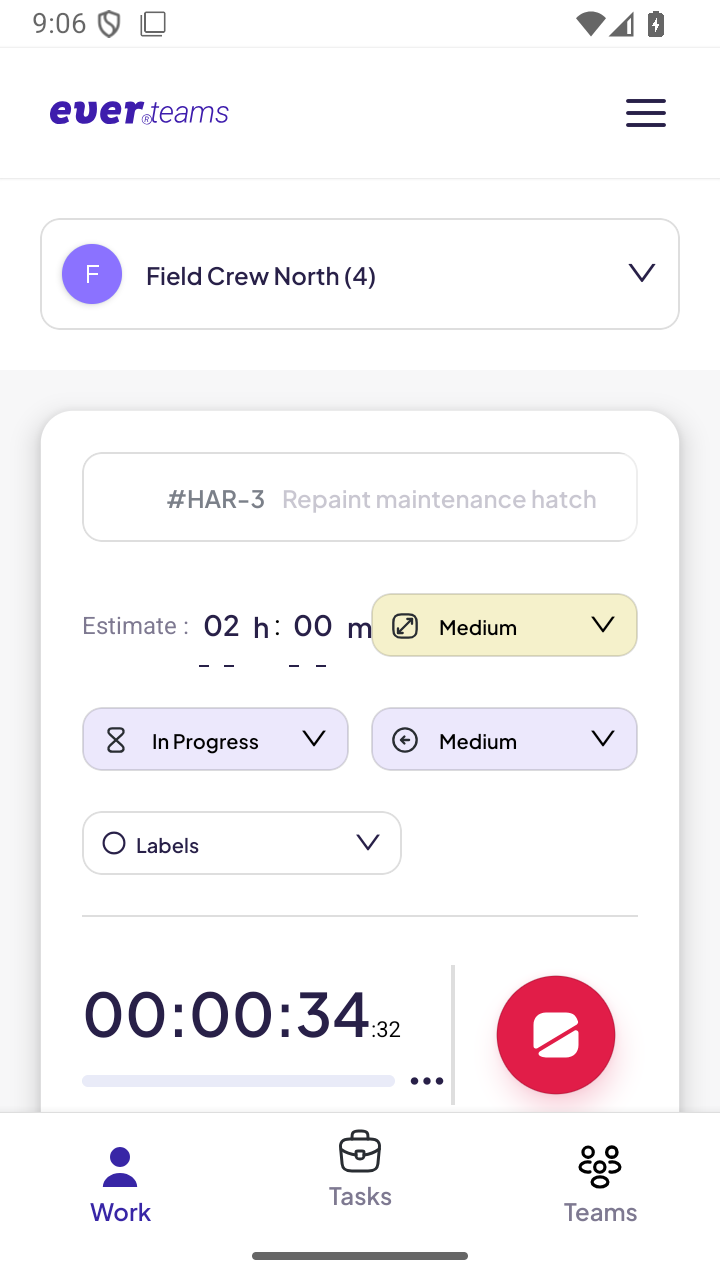 9:06
ever®teams
F Field Crew North (4)
#HAR-3 Repaint maintenance hatch
Estimate : 02 h : 00 m Medium
In Progress Medium
Labels
00:00:34:32
Work Tasks Teams